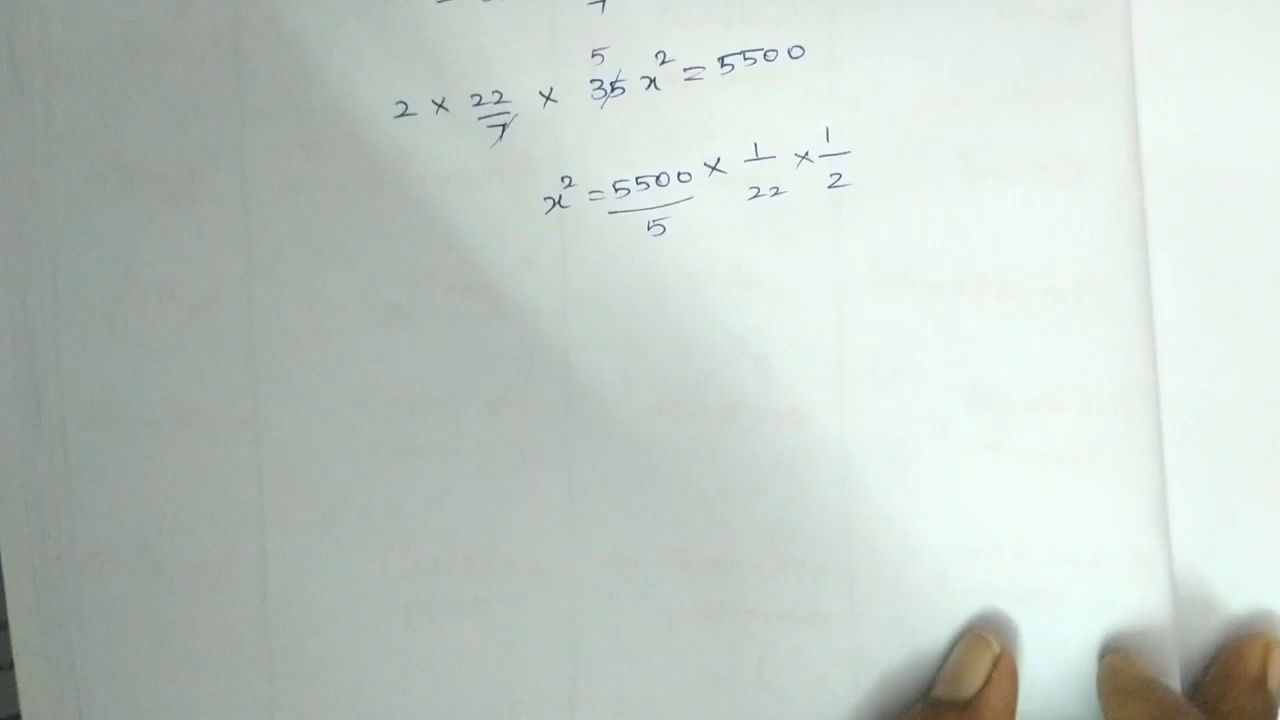 2 × 22/7 × 35 5 x² = 5500
x² = 5500/5 × 1/22 × 1/2